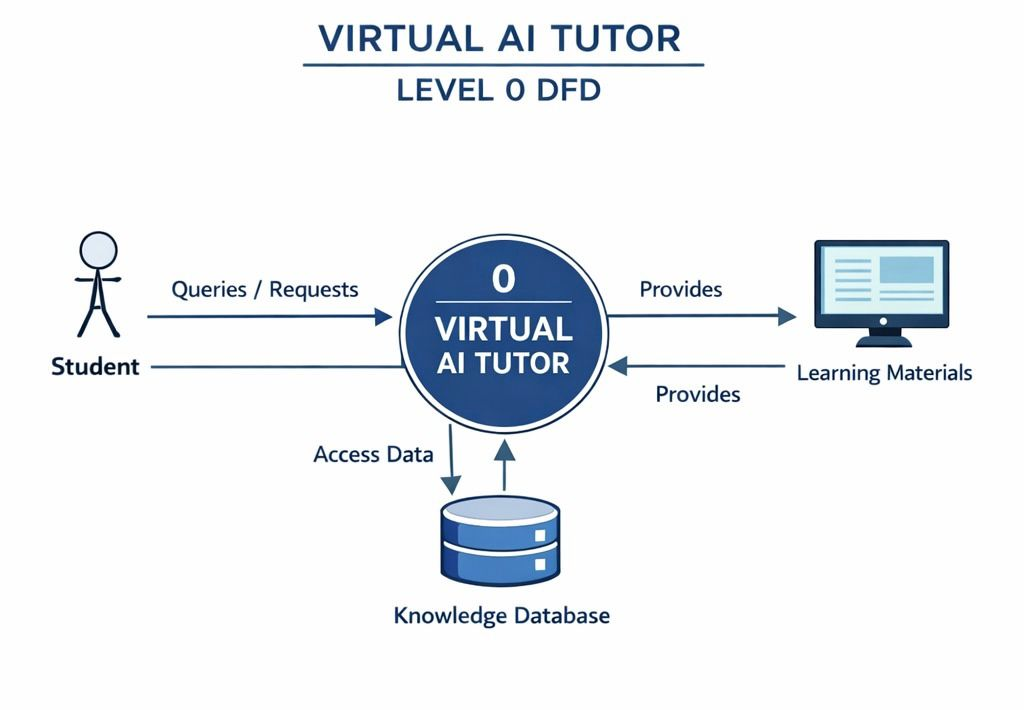 VIRTUAL AI TUTOR
LEVEL 0 DFD
Queries / Requests
Student
0
VIRTUAL
AI TUTOR
Provides
Provides
Learning Materials
Access Data
Knowledge Database